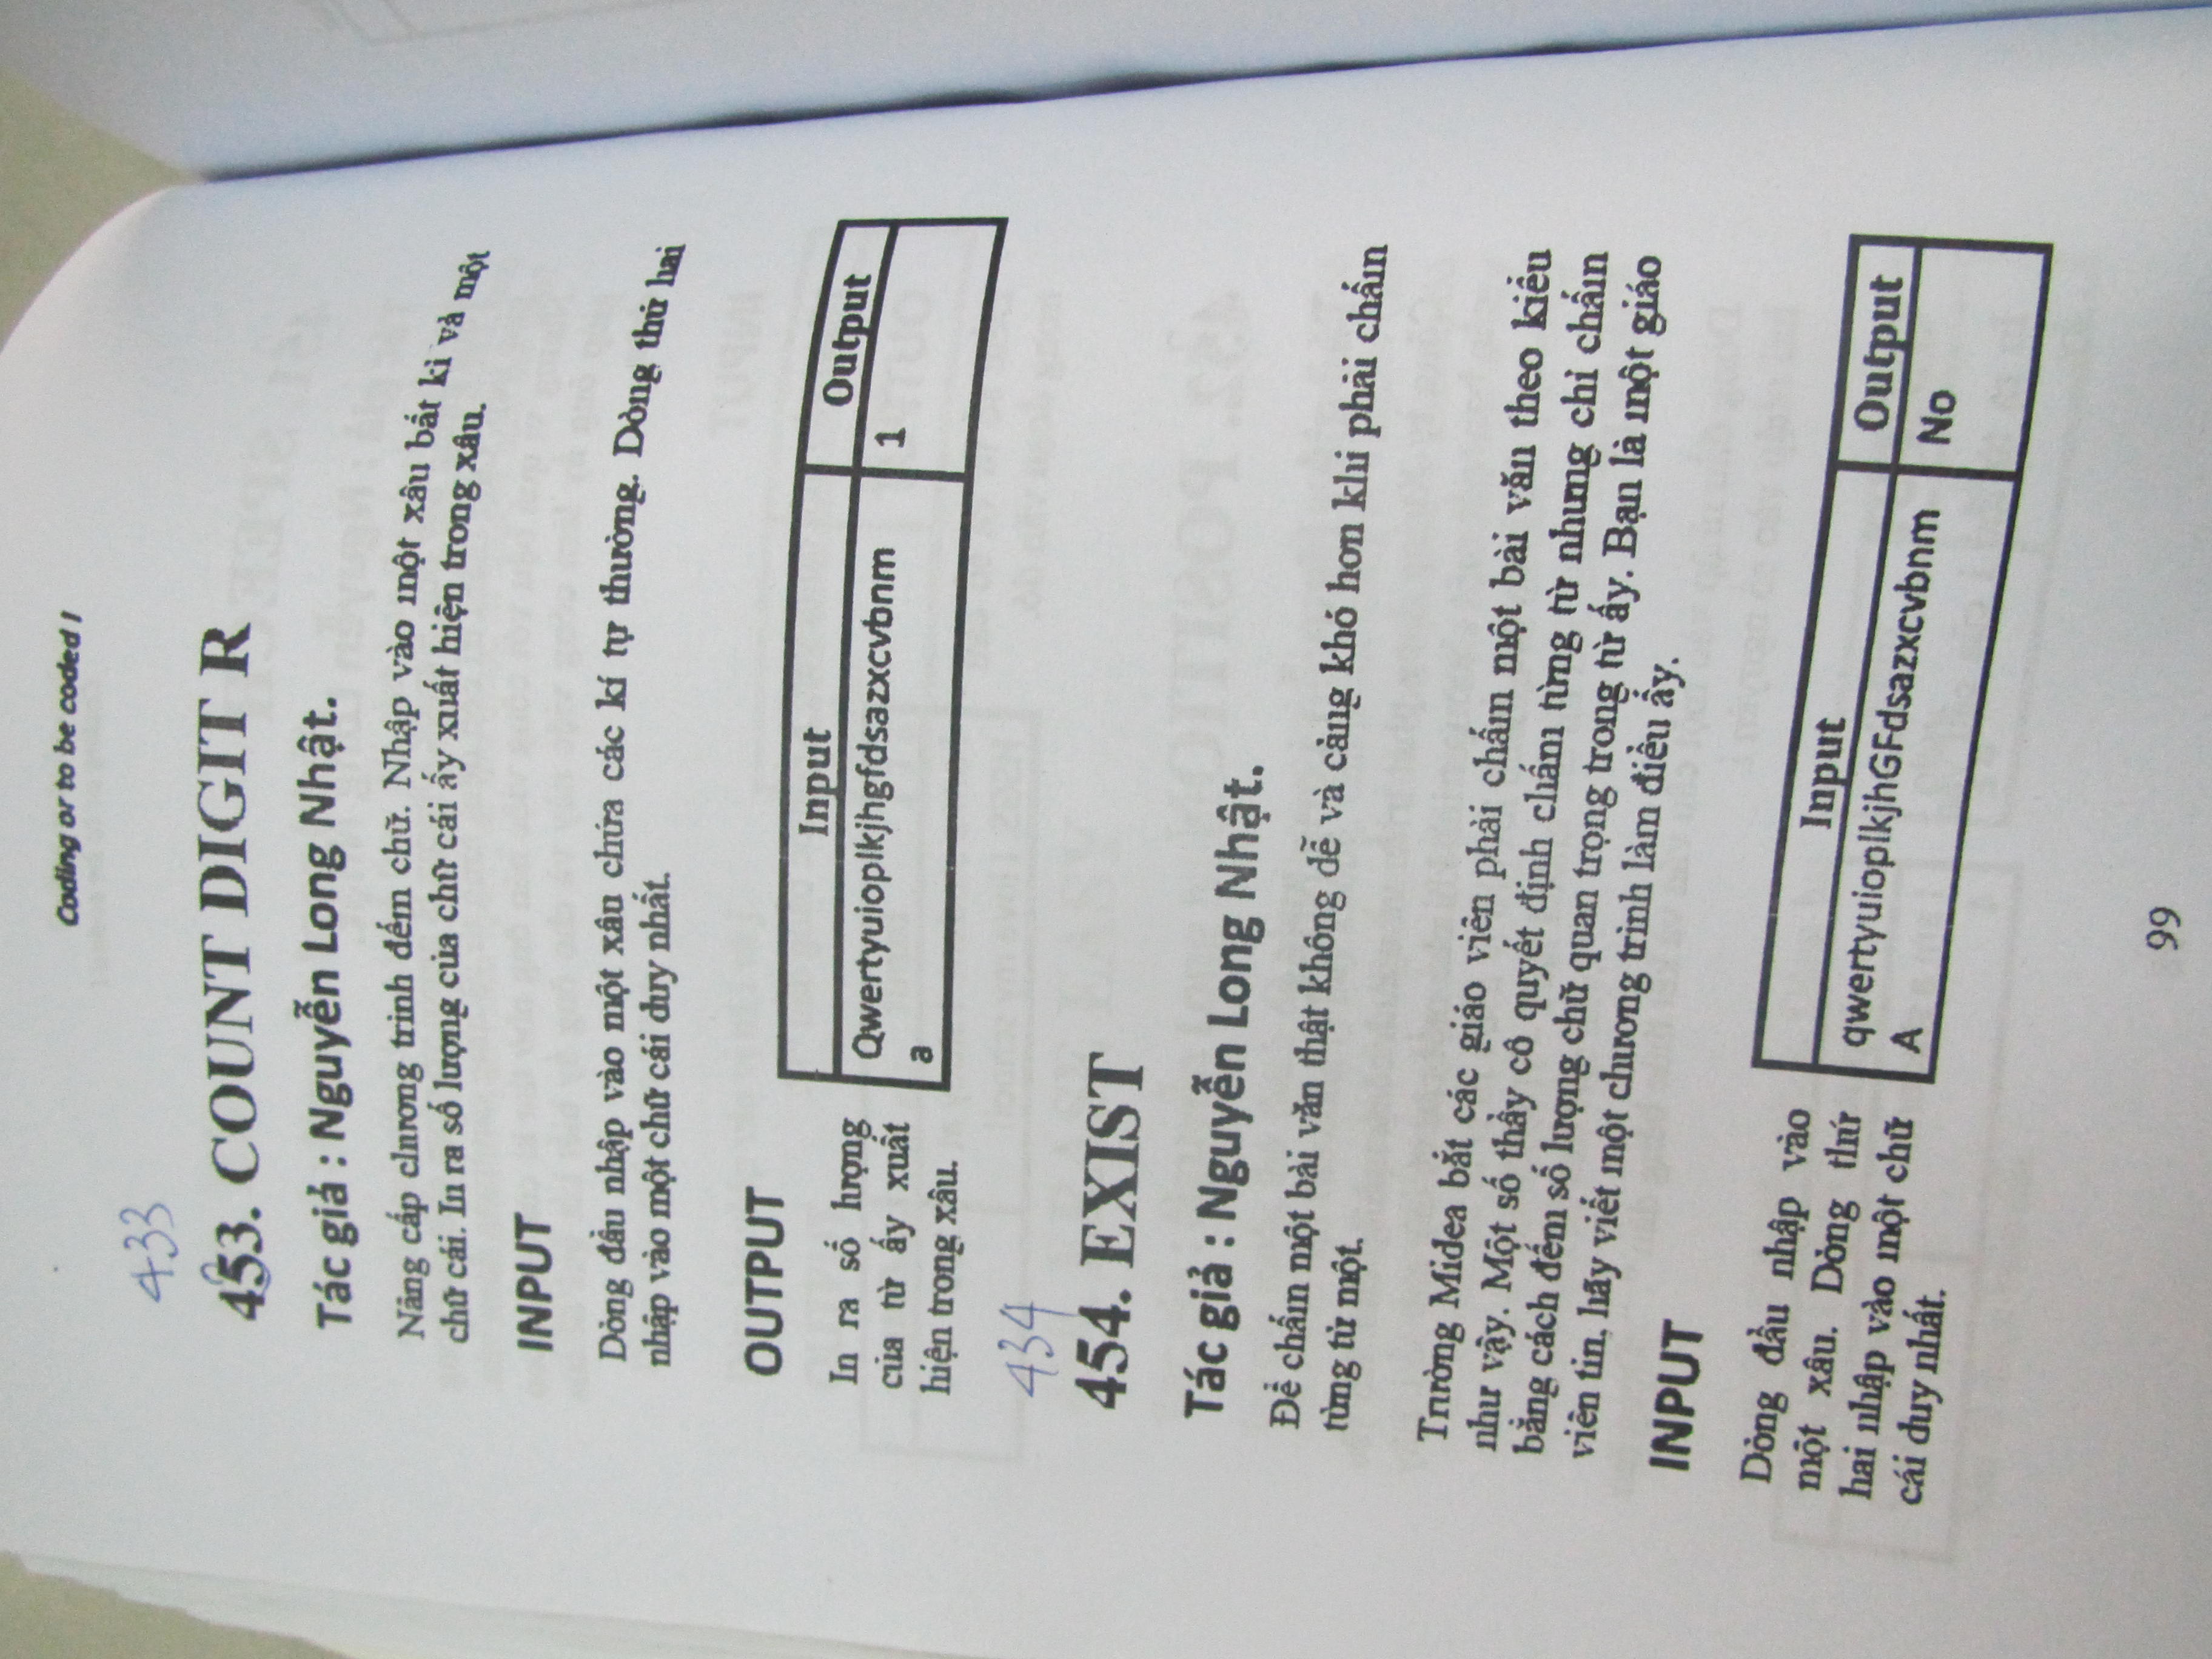 Coding or to be coded I
433
453. COUNT DIGIT R
Tác giả : Nguyễn Long Nhật.
Nâng cấp chương trình đếm chữ. Nhập vào một xâu bất kì và một
chữ cái. In ra số lượng của chữ cái ấy xuất hiện trong xâu.
INPUT
Dòng đầu nhập vào một xâu chứa các kí tự thường. Dòng thứ hai
nhập vào một chữ cái duy nhất.
OUTPUT
In ra số lượng
của từ ấy xuất
hiện trong xâu.
Input Output
Qwertyuioplkjhgfdsazxcvbnm 1
a
434
454. EXIST
Tác giả : Nguyễn Long Nhật.
Để chấm một bài văn thật không dễ và càng khó hơn khi phải chấm
từng từ một.
Trường Midea bắt các giáo viên phải chấm một bài văn theo kiểu
như vậy. Một số thầy cô quyết định chấm từng từ nhưng chỉ chấm
bằng cách đếm số lượng chữ quan trọng trong từ ấy. Bạn là một giáo
viên tin, hãy viết một chương trình làm điều ấy.
INPUT
Dòng đầu nhập vào
một xâu. Dòng thứ
hai nhập vào một chữ
cái duy nhất.
Input Output
qwertyuioplkjhGFdsazxcvbnm No
A
99